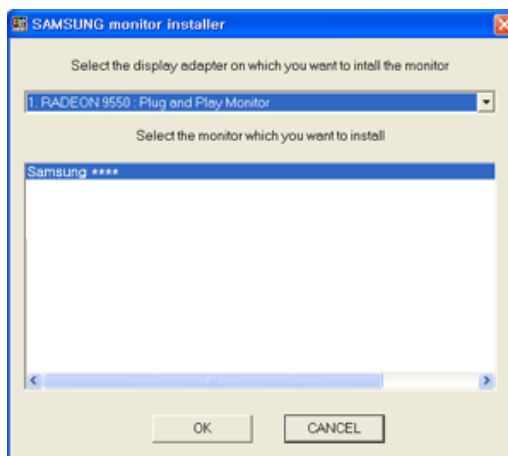 SAMSUNG monitor installer
Select the display adapter on which you want to intall the monitor
1. RADEON 9550 : Plug and Play Monitor
Select the monitor which you want to install
Samsung ****
OK
CANCEL